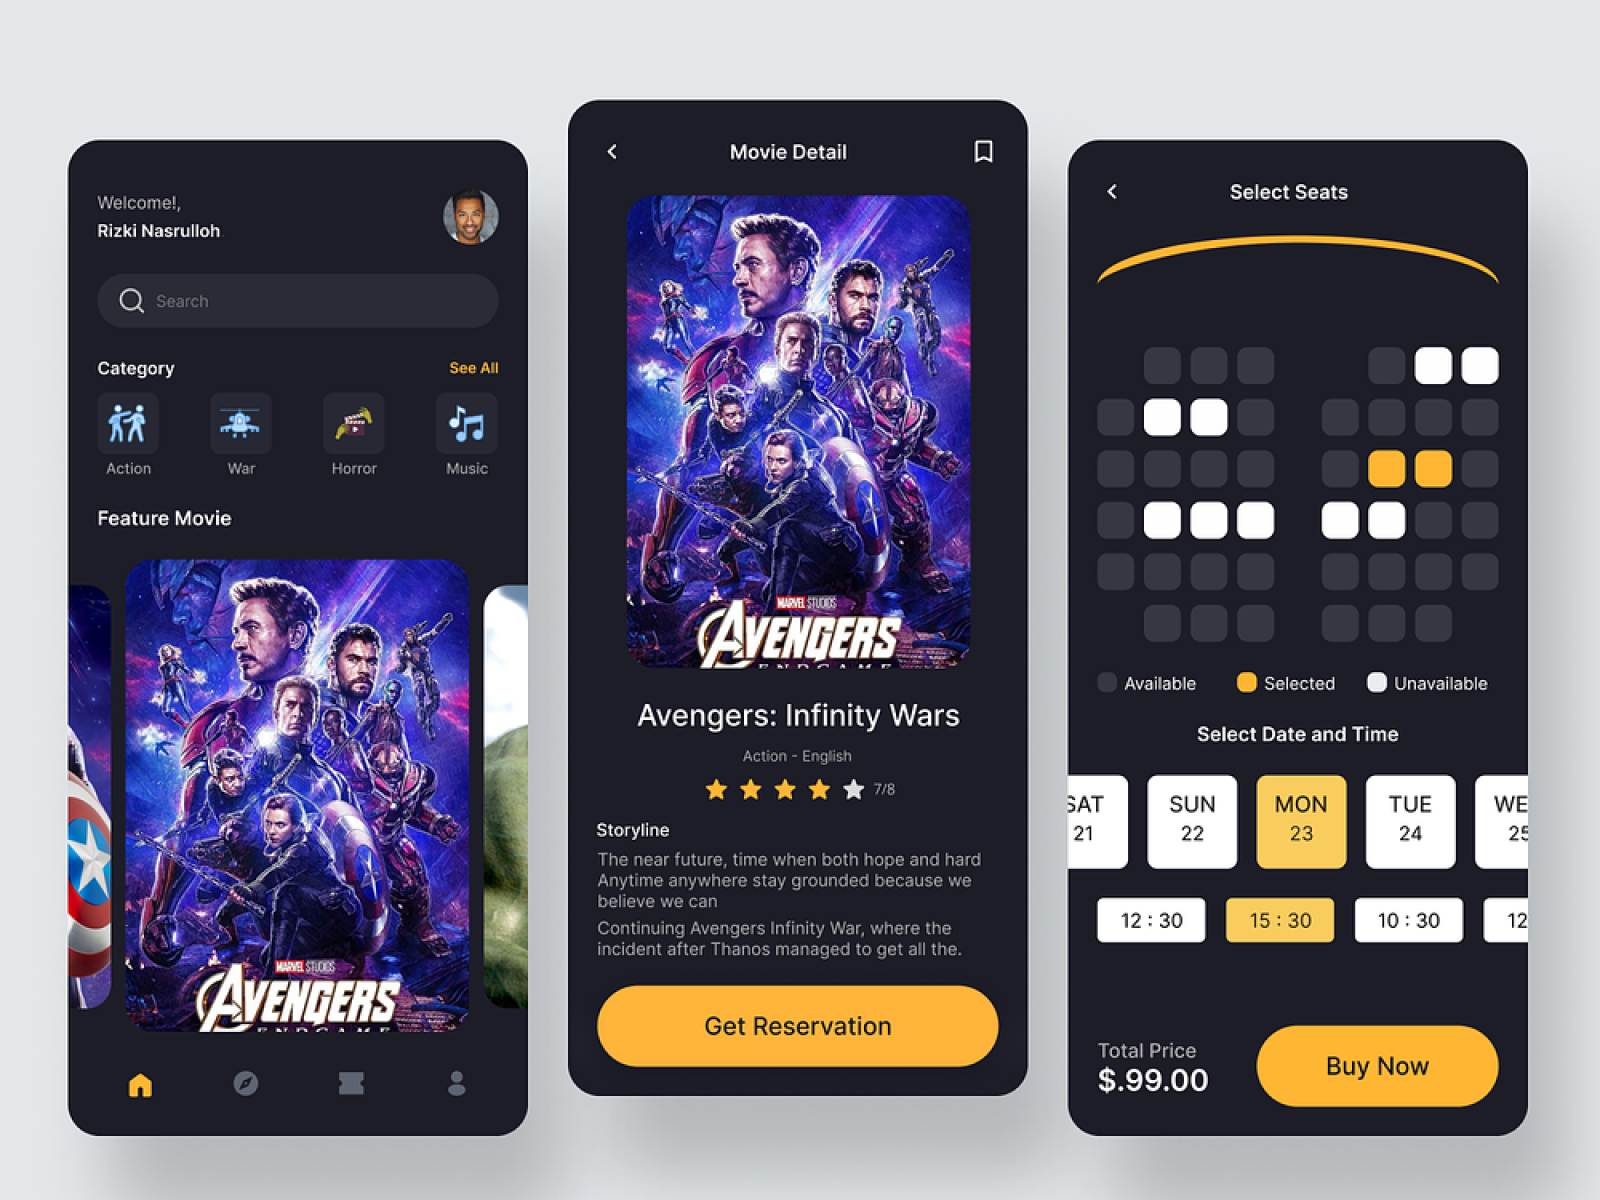 Welcome!,
Rizki Nasrulloh
Search
Category
See All
Action
War
Horror
Music
Feature Movie
MARVEL STUDIOS
AVENGERS
ENDGAME
Movie Detail
MARVEL STUDIOS
AVENGERS
ENDGAME
Avengers: Infinity Wars
Action - English
7/8
Storyline
The near future, time when both hope and hard
Anytime anywhere stay grounded because we
believe we can
Continuing Avengers Infinity War, where the
incident after Thanos managed to get all the.
Get Reservation
Select Seats
Available
Selected
Unavailable
Select Date and Time
SAT SUN MON TUE WE
21 22 23 24 25
12 : 30 15 : 30 10 : 30 12
Total Price
$.99.00
Buy Now